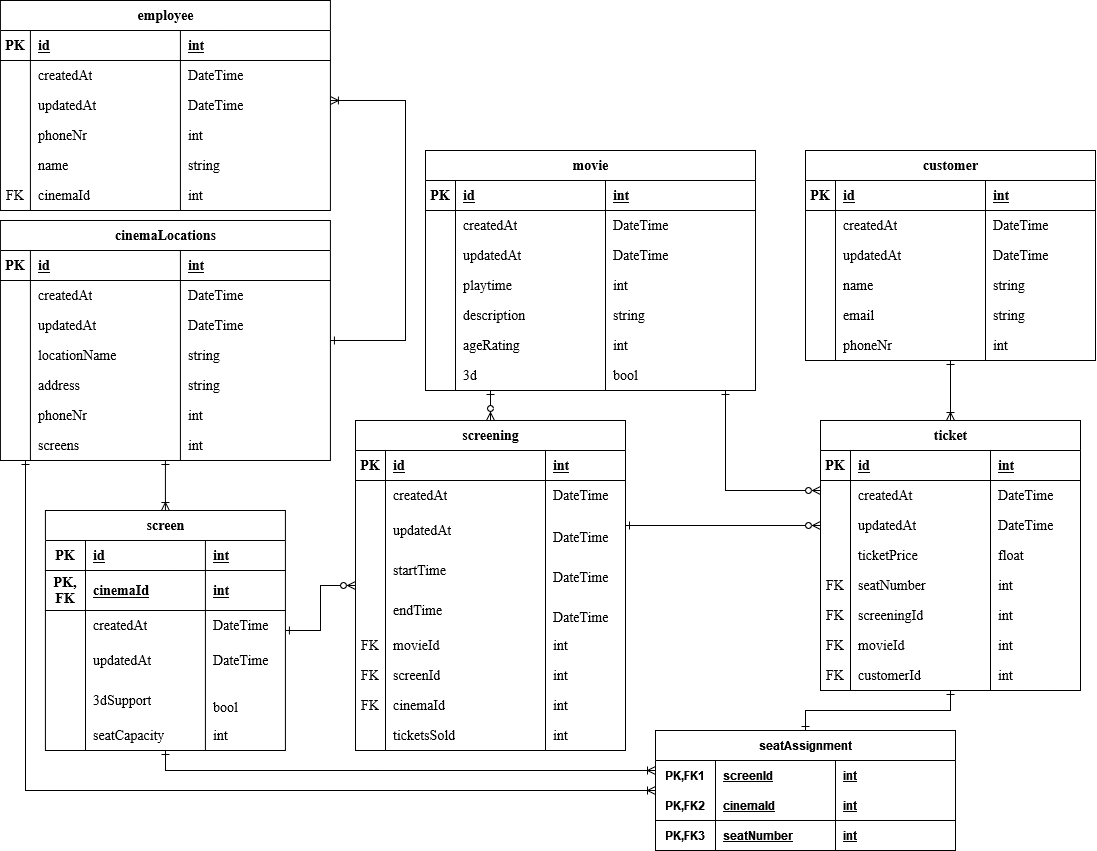 employee
PK id int
createdAt DateTime
updatedAt DateTime
phoneNr int
name string
FK cinemaId int
cinemaLocations
PK id int
createdAt DateTime
updatedAt DateTime
locationName string
address string
phoneNr int
screens int
movie
PK id int
createdAt DateTime
updatedAt DateTime
playtime int
description string
ageRating int
3d bool
customer
PK id int
createdAt DateTime
updatedAt DateTime
name string
email string
phoneNr int
screen
PK id int
PK,
FK cinemaId int
createdAt DateTime
updatedAt DateTime
3dSupport bool
seatCapacity int
screening
PK id int
createdAt DateTime
updatedAt DateTime
startTime DateTime
endTime DateTime
FK movieId int
FK screenId int
FK cinemaId int
ticketsSold int
ticket
PK id int
createdAt DateTime
updatedAt DateTime
ticketPrice float
FK seatNumber int
FK screeningId int
FK movieId int
FK customerId int
seatAssignment
PK,FK1 screenId int
PK,FK2 cinemaId int
PK,FK3 seatNumber int